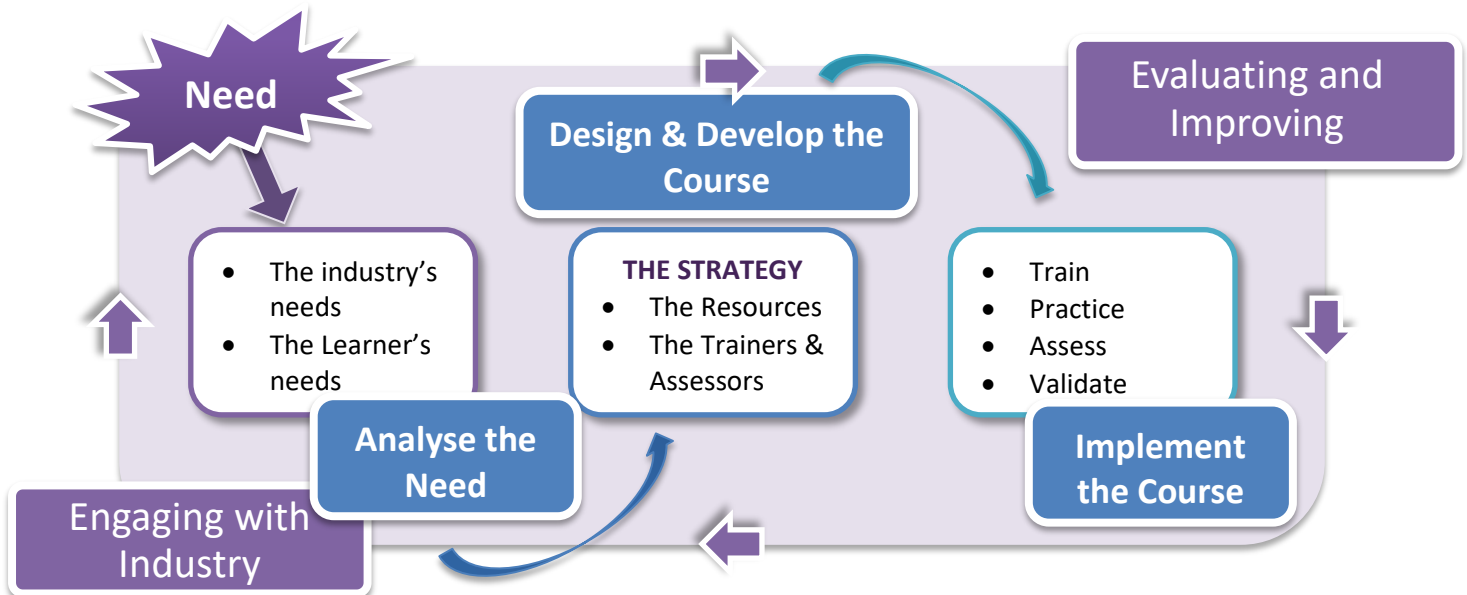 Need
Evaluating and
Improving
Design & Develop the
Course
• The industry’s
needs
• The Learner’s
needs
THE STRATEGY
• The Resources
• The Trainers &
Assessors
• Train
• Practice
• Assess
• Validate
Analyse the
Need
Implement
the Course
Engaging with
Industry